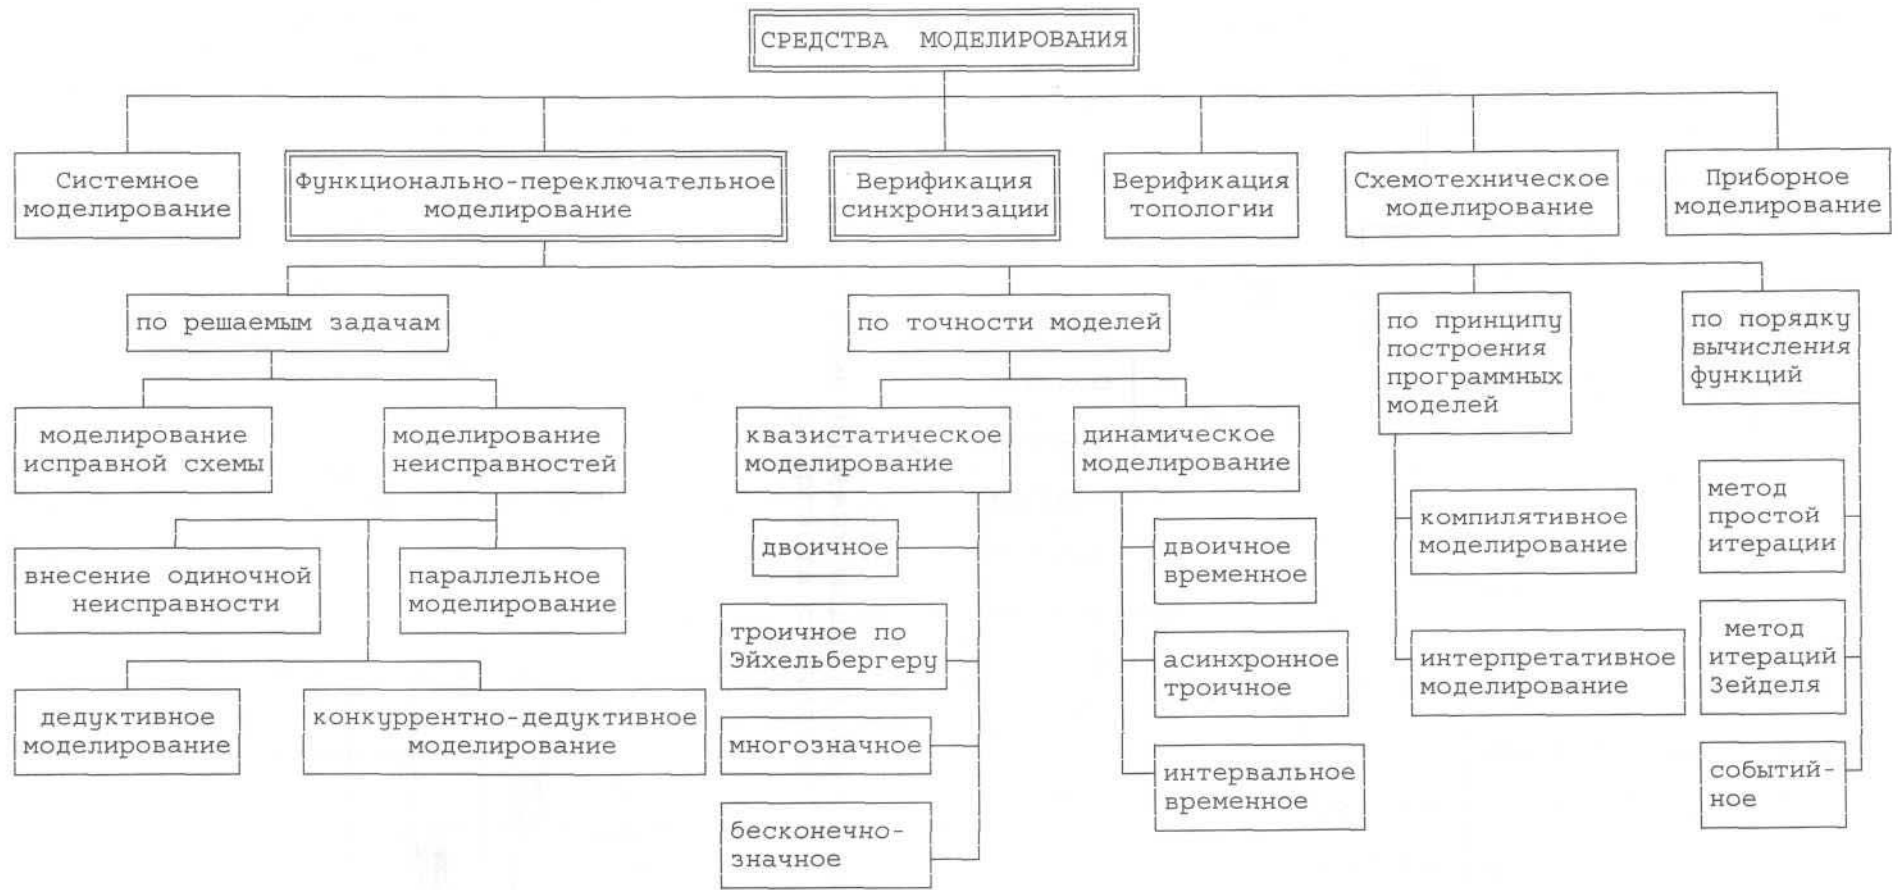 СРЕДСТВА МОДЕЛИРОВАНИЯ
Системное
моделирование
Функционально-переключательное
моделирование
Верификация
синхронизации
Верификация
топологии
Схемотехническое
моделирование
Приборное
моделирование
по решаемым задачам
по точности моделей
по принципу
построения
программных
моделей
по порядку
вычисления
функций
моделирование
исправной схемы
моделирование
неисправностей
квазистатическое
моделирование
динамическое
моделирование
внесение одиночной
неисправности
параллельное
моделирование
дедуктивное
моделирование
конкуррентно-дедуктивное
моделирование
двоичное
троичное по
Эйхельбергеру
многозначное
бесконечно-
значное
двоичное
временное
асинхронное
троичное
интервальное
временное
компилятивное
моделирование
интерпретативное
моделирование
метод
простой
итерации
метод
итераций
Зейделя
событий-
ное